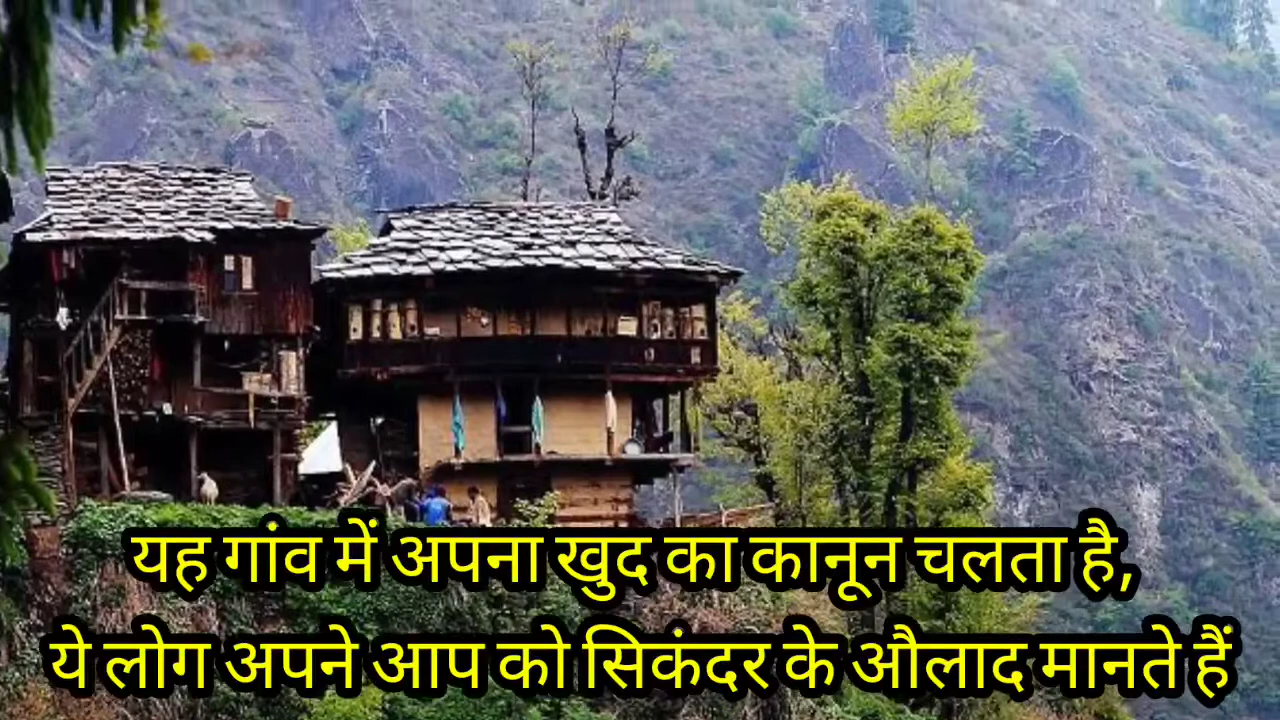 यह गांव में अपना खुद का कानून चलता है,
ये लोग अपने आप को सिकंदर के औलाद मानते हैं